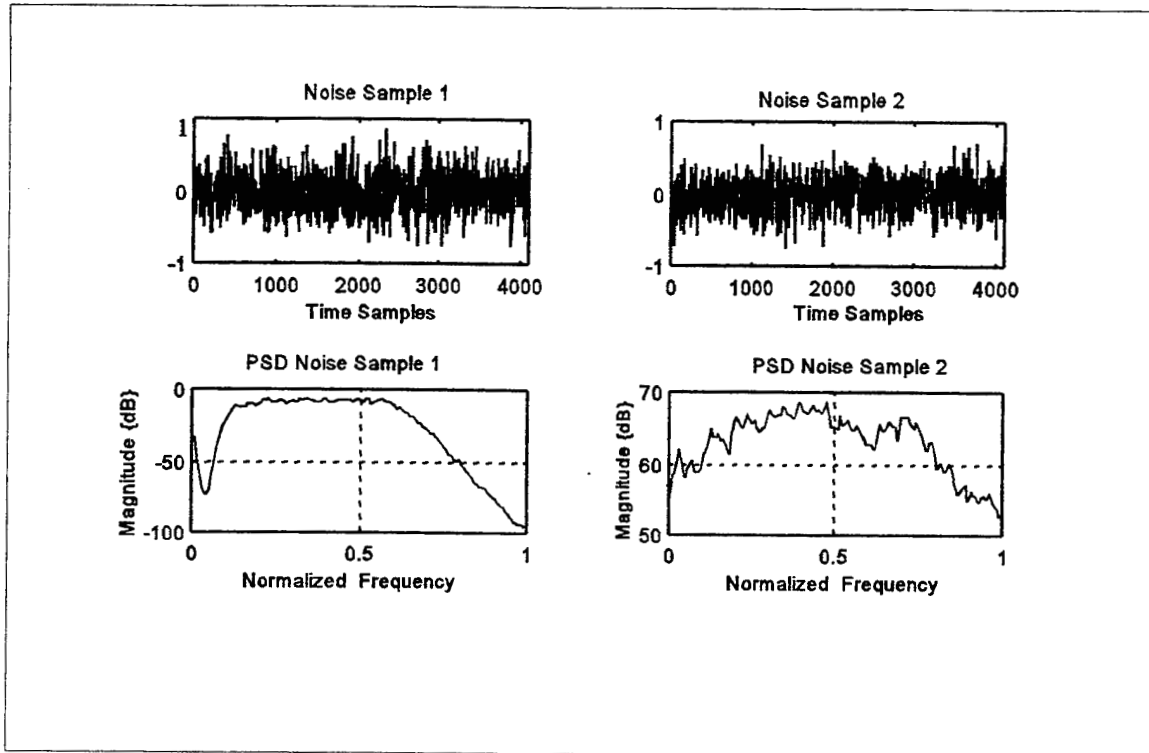 Noise Sample 1
1
0
-1
0 1000 2000 3000 4000
Time Samples
Noise Sample 2
1
0
-1
0 1000 2000 3000 4000
Time Samples
PSD Noise Sample 1
Magnitude {dB}
0
-50
-100
0 0.5 1
Normalized Frequency
PSD Noise Sample 2
Magnitude {dB}
70
60
50
0 0.5 1
Normalized Frequency